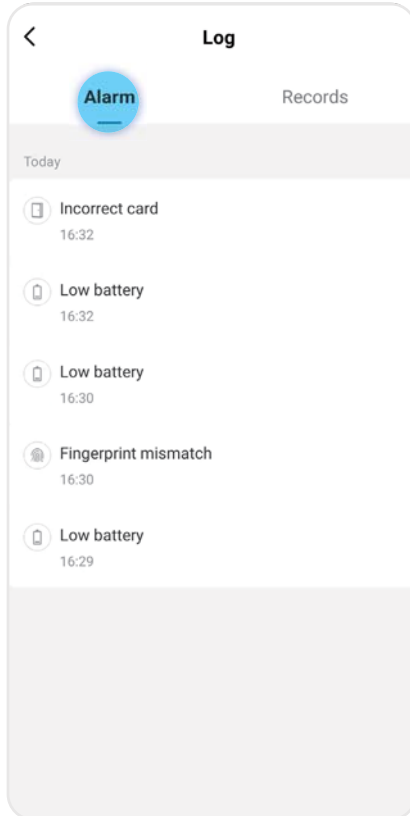 Log
Alarm Records
Today
Incorrect card
16:32
Low battery
16:32
Low battery
16:30
Fingerprint mismatch
16:30
Low battery
16:29